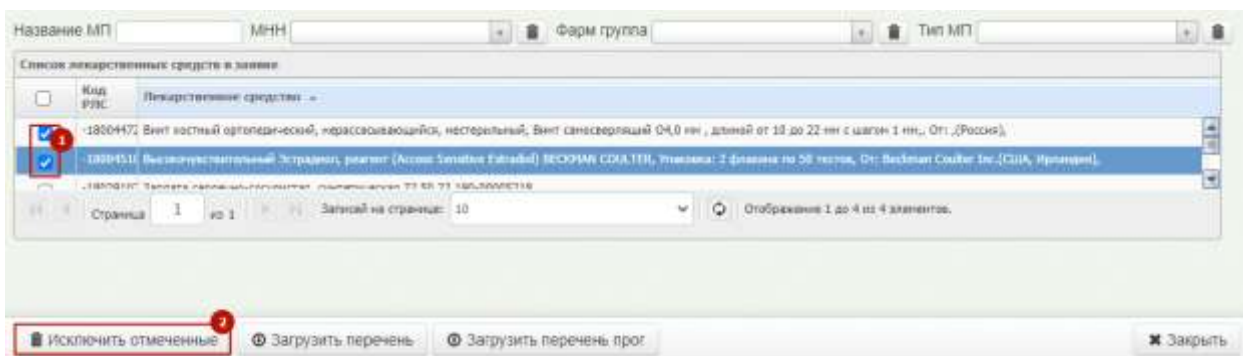 Название МП МНН Фарм группа Тип МП
Список лекарственных средств в заявке
Код РЛС Лекарственное средство
-1800447 Винт костный ортопедический, нерассасывающийся, нестерильный, Винт самосверлящий О4,0 мм , длиной от 10 до 22 мм с шагом 1 мм,, От: ,(Россия),
1
-1800451 Высокочувствительный Эстрадиол, реагент (Access Sensitive Estradiol) BECKMAN COULTER, Упаковка: 2 флакона по 50 тестов, От: Beckman Coulter Inc.(США, Ирландия),
Страница 1 из 1 Записей на странице: 10 Отображение 1 до 4 из 4 элементов.
2
Исключить отмеченные Загрузить перечень Загрузить перечень прог Закрыть